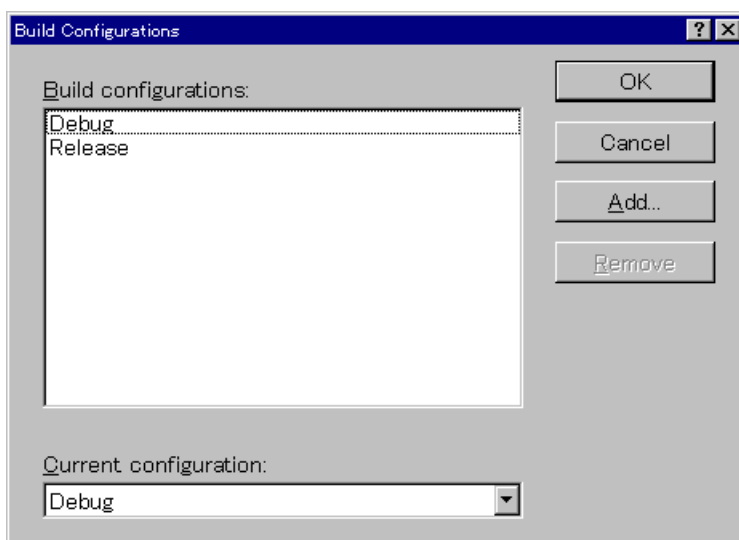 Build Configurations
Build configurations:
Debug
Release
OK
Cancel
Add...
Remove
Current configuration:
Debug